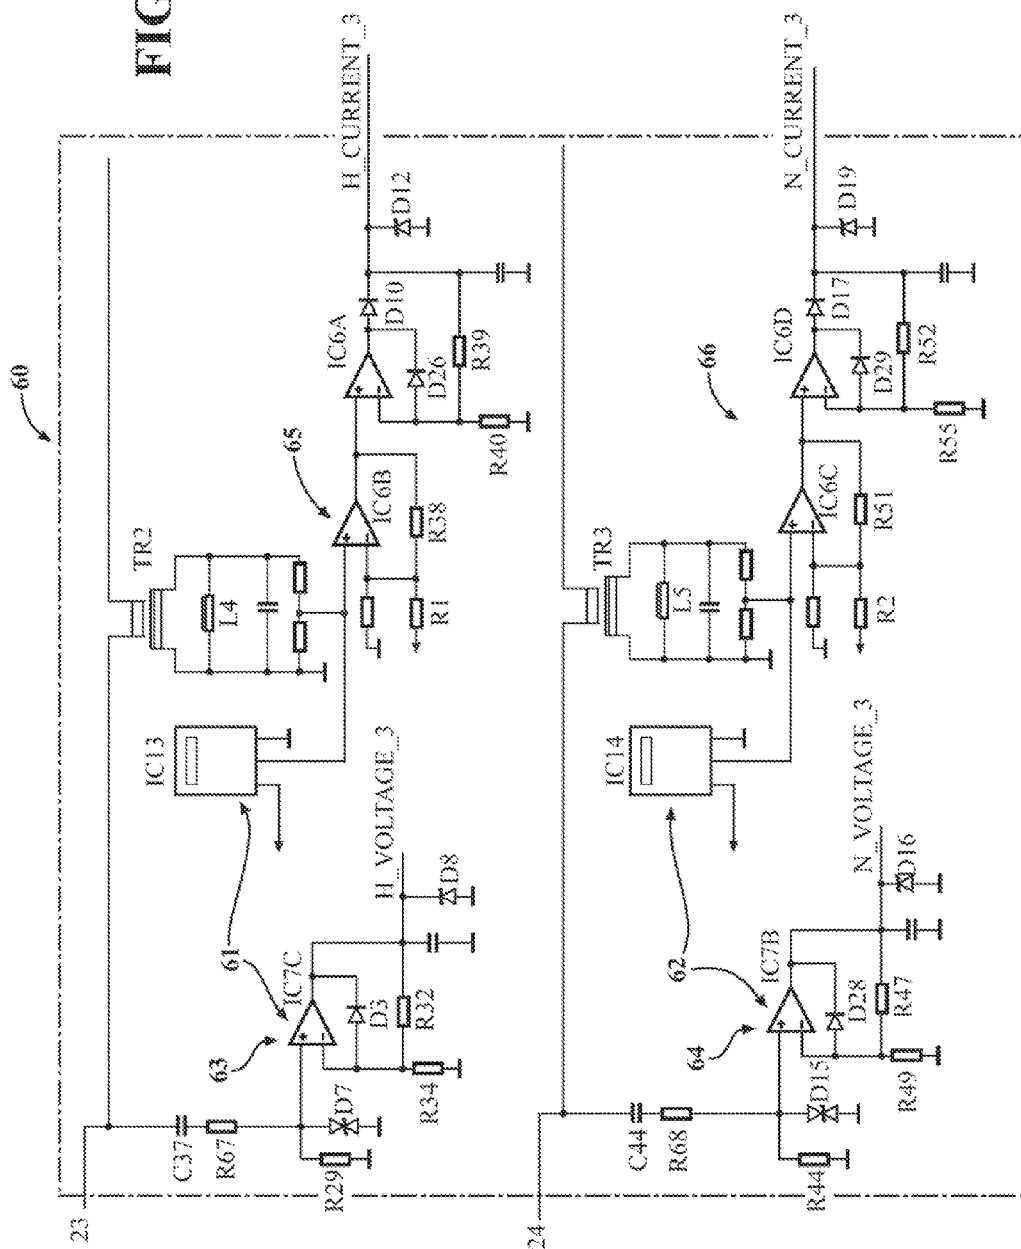 FIG
60
H_CURRENT_3
D12
IC6A
D10
D26
R39
R40
65
IC6B
R38
R1
TR2
L4
IC13
61
H_VOLTAGE_3
D8
IC7C
63
D3
R32
R34
D7
C37
R67
R29
23
N_CURRENT_3
D19
IC6D
D17
D29
R52
R55
66
IC6C
R51
R2
TR3
L5
IC14
62
N_VOLTAGE_3
D16
IC7B
64
D28
R47
R49
D15
C44
R68
R44
24